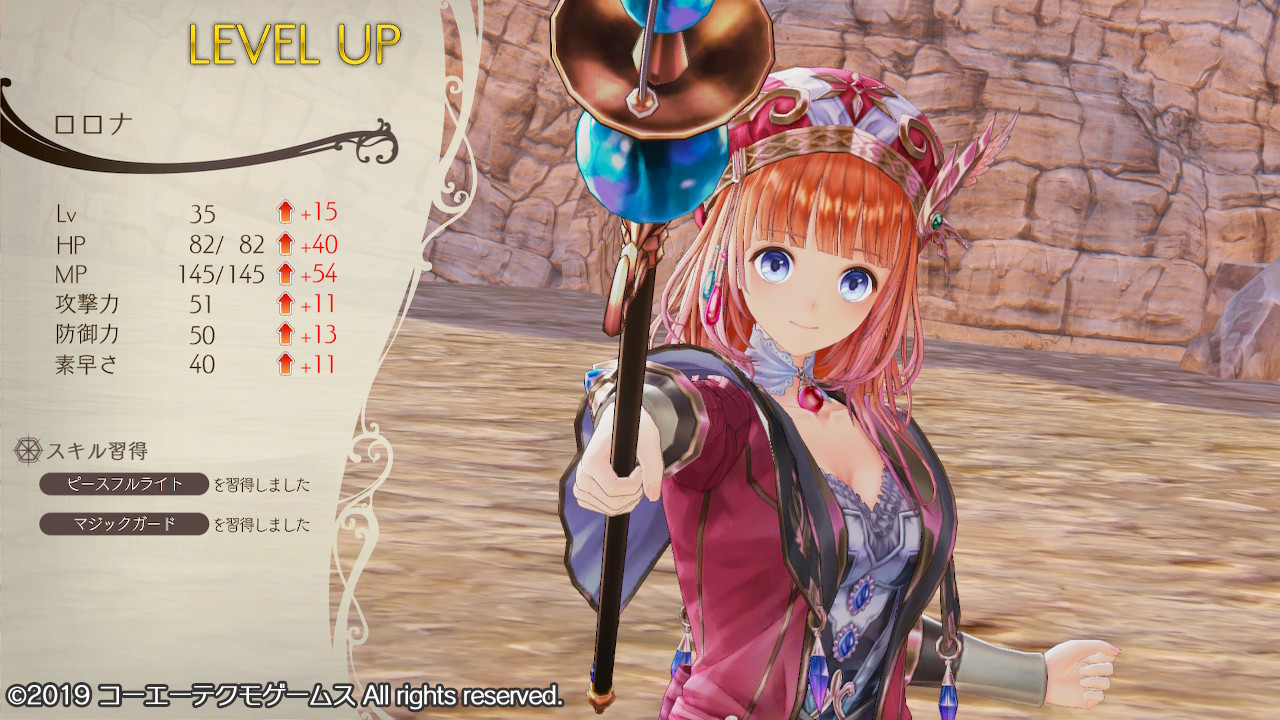 LEVEL UP
ロロナ
Lv 35 +15
HP 82/ 82 +40
MP 145/145 +54
攻撃力 51 +11
防御力 50 +13
素早さ 40 +11
スキル習得
ピースフルライト を習得しました
マジックガード を習得しました
©2019 コーエーテクモゲームス All rights reserved.